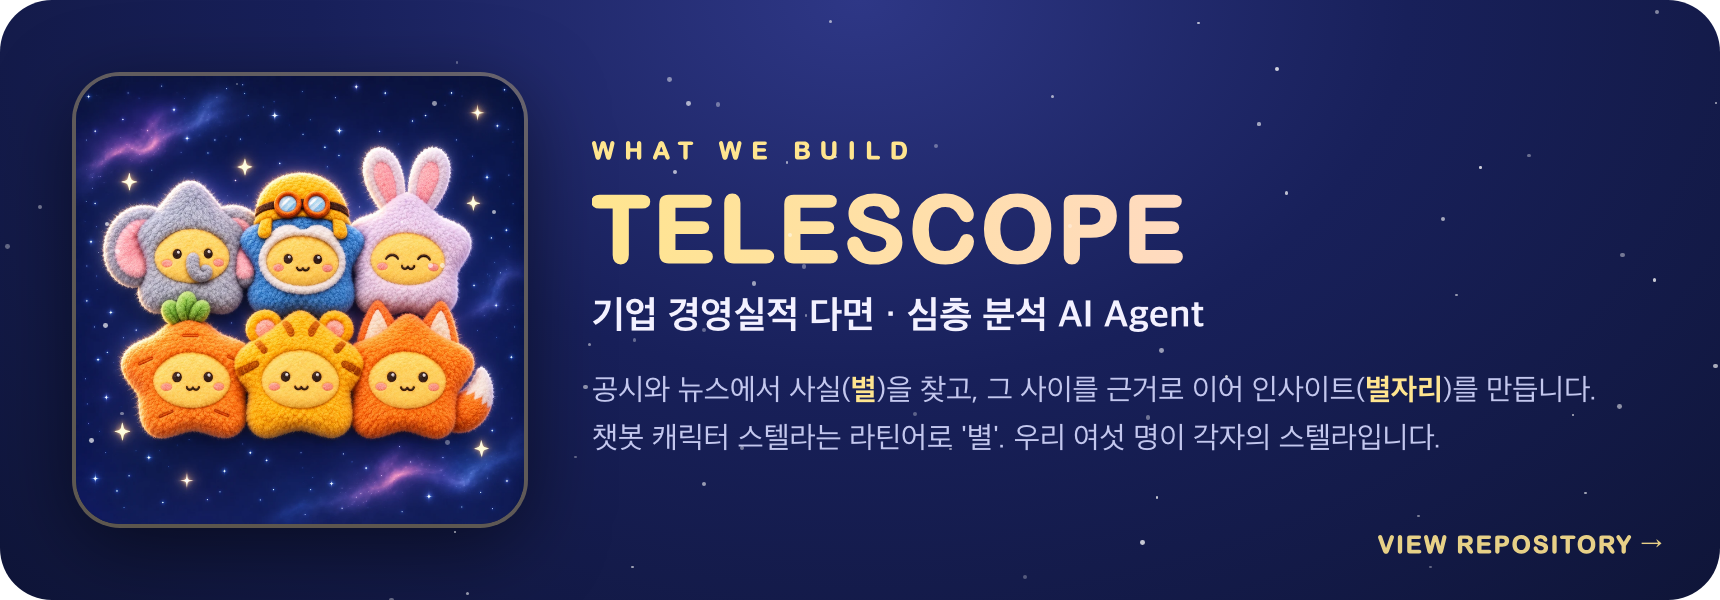 WHAT WE BUILD
TELESCOPE
기업 경영실적 다면 · 심층 분석 AI Agent
공시와 뉴스에서 사실(별)을 찾고, 그 사이를 근거로 이어 인사이트(별자리)를 만듭니다.
챗봇 캐릭터 스텔라는 라틴어로 '별'. 우리 여섯 명이 각자의 스텔라입니다.
VIEW REPOSITORY →